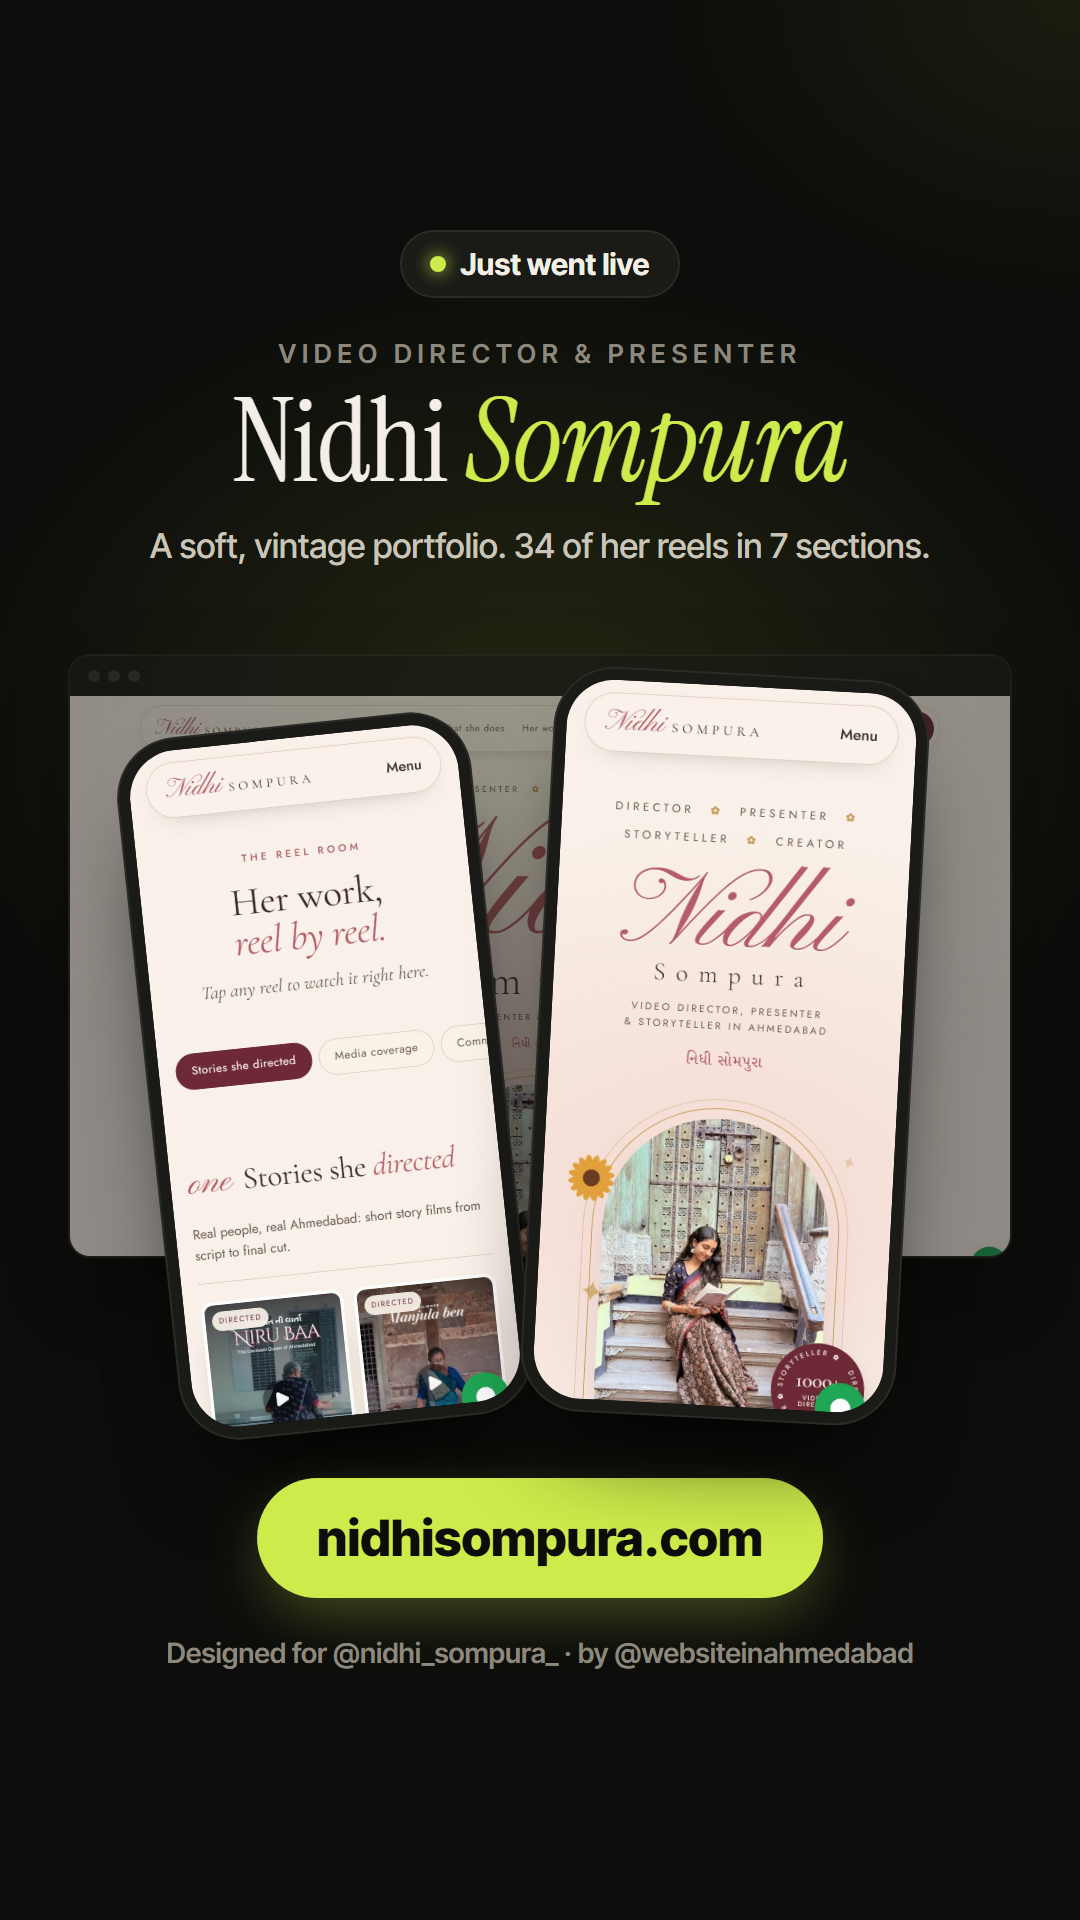 Just went live
VIDEO DIRECTOR & PRESENTER
Nidhi Sompura
A soft, vintage portfolio. 34 of her reels in 7 sections.
Nidhi SOMPURA
Menu
THE REEL ROOM
Her work,
reel by reel.
Tap any reel to watch it right here.
Stories she directed
Media coverage
one Stories she directed
Real people, real Ahmedabad: short story films from
script to final cut.
DIRECTED
NIRU BAA
DIRECTED
Manjula ben
Nidhi SOMPURA
Menu
DIRECTOR ✿ PRESENTER ✿
STORYTELLER ✿ CREATOR
Nidhi
Sompura
VIDEO DIRECTOR, PRESENTER
& STORYTELLER IN AHMEDABAD
નિધી સોમપુરા
STORYTELLER
nidhisompura.com
Designed for @nidhi_sompura_ · by @websiteinahmedabad